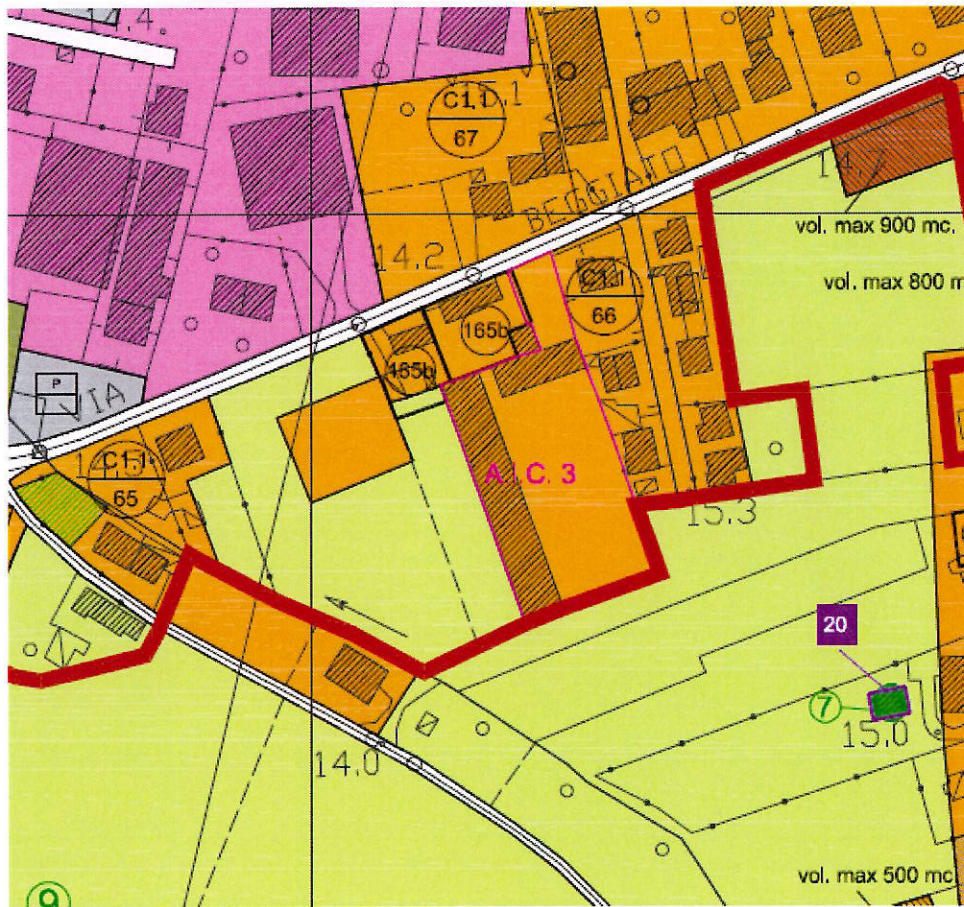 14.
C1.1
67
.1
BEGGIATO
14.7
vol. max 900 mc.
vol. max 800 m
14.2
C1.1
66
165b
165b
P
VIA
A.I.C. 3
C1.1
65
15.3
20
7
15.0
14.0
vol. max 500 mc
9